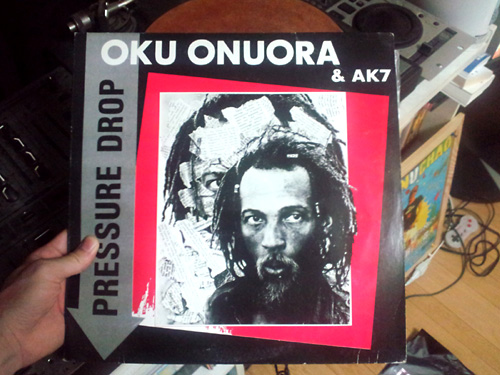 OKU ONUORA
& AK7
PRESSURE DROP